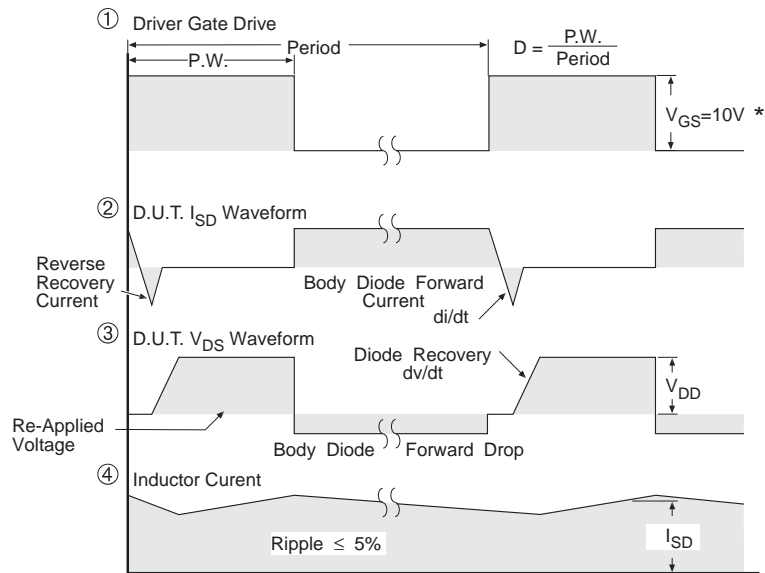 ① Driver Gate Drive
Period
P.W.
D = P.W. / Period
V_GS=10V *
② D.U.T. I_SD Waveform
Reverse
Recovery
Current
Body Diode Forward
Current
di/dt
③ D.U.T. V_DS Waveform
Diode Recovery
dv/dt
V_DD
Re-Applied
Voltage
Body Diode Forward Drop
④ Inductor Curent
Ripple ≤ 5%
I_SD